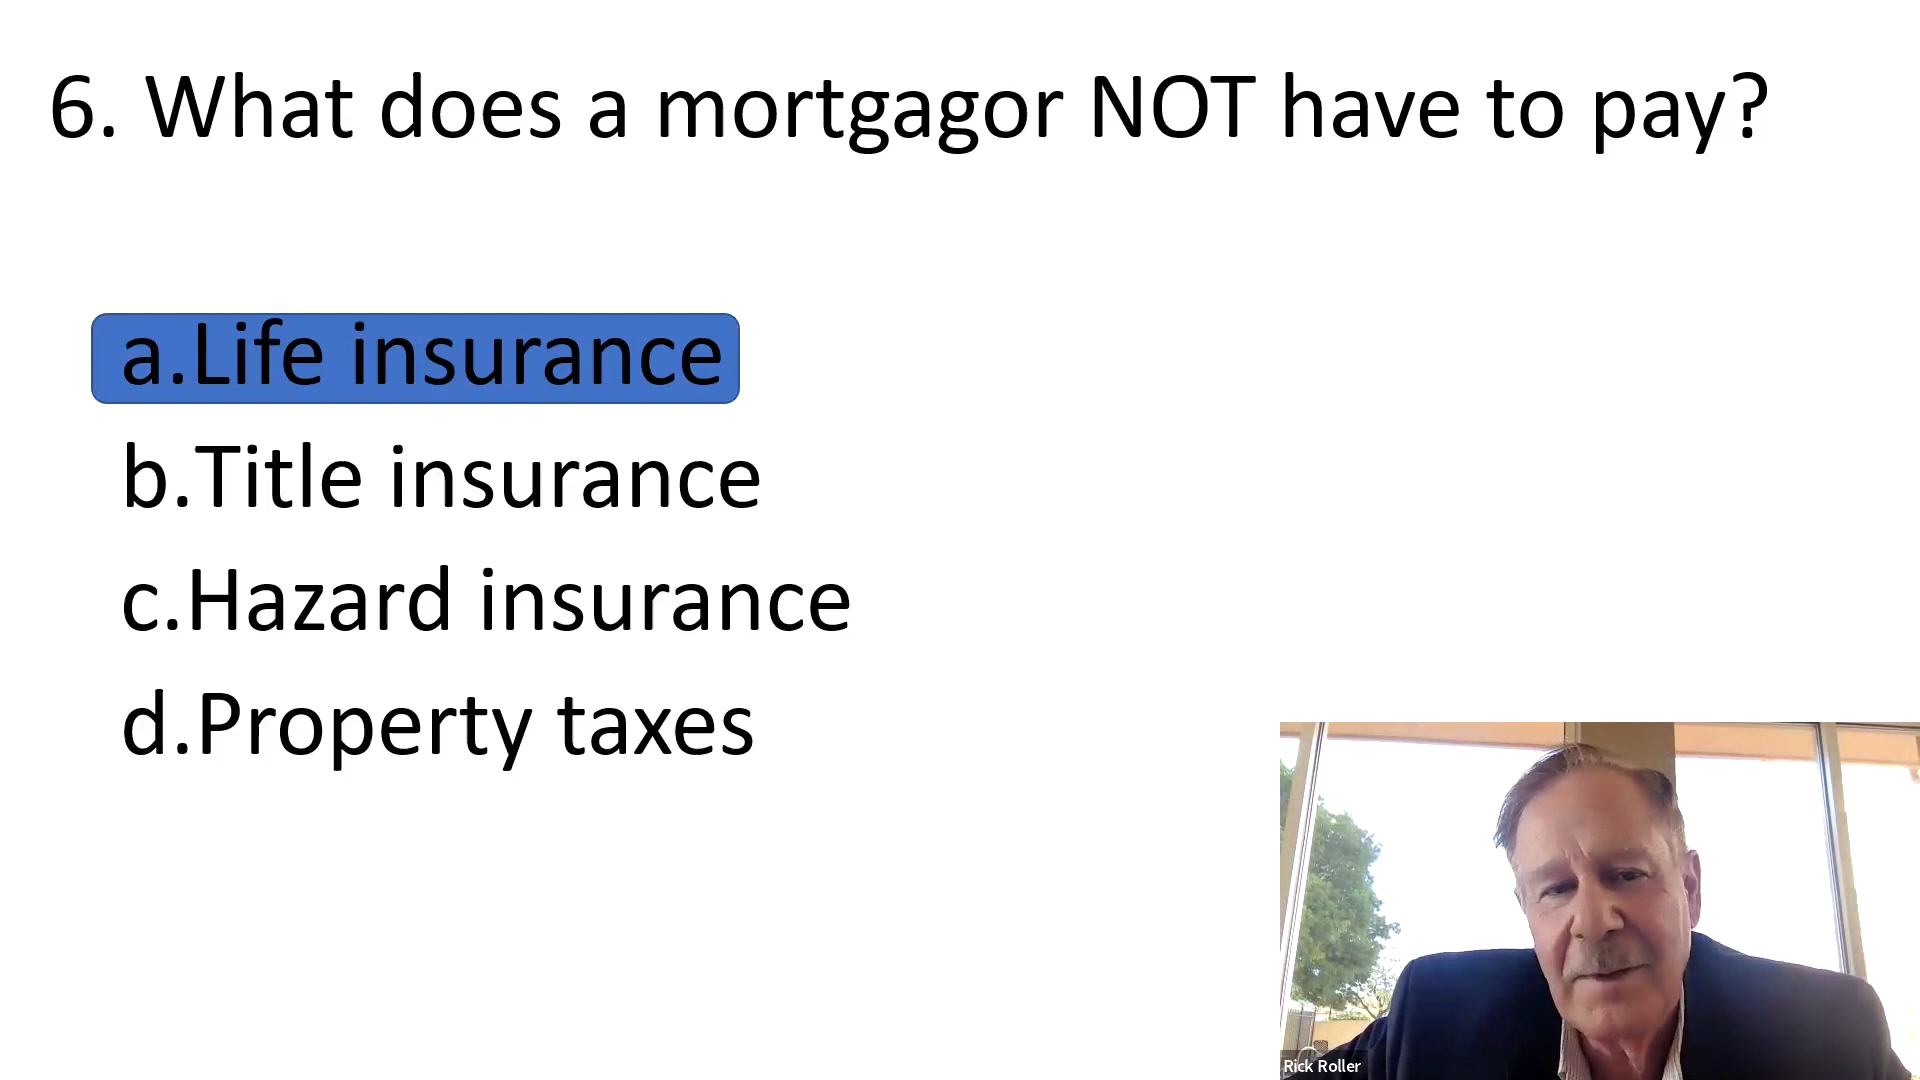 6. What does a mortgagor NOT have to pay?
a.Life insurance
b.Title insurance
c.Hazard insurance
d.Property taxes
Rick Roller